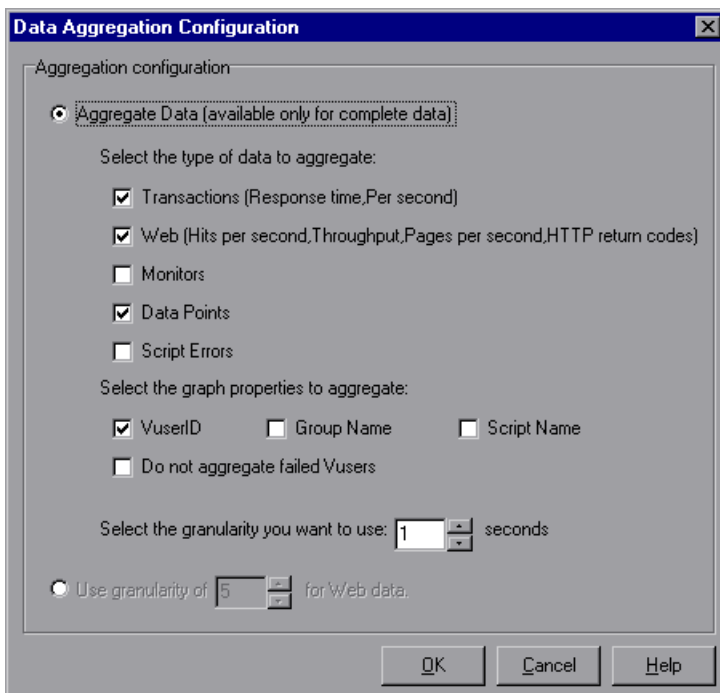 Data Aggregation Configuration
Aggregation configuration
Aggregate Data (available only for complete data)
Select the type of data to aggregate:
Transactions (Response time,Per second)
Web (Hits per second,Throughput,Pages per second,HTTP return codes)
Monitors
Data Points
Script Errors
Select the graph properties to aggregate:
VuserID Group Name Script Name
Do not aggregate failed Vusers
Select the granularity you want to use: 1 seconds
Use granularity of 5 for Web data.
OK Cancel Help